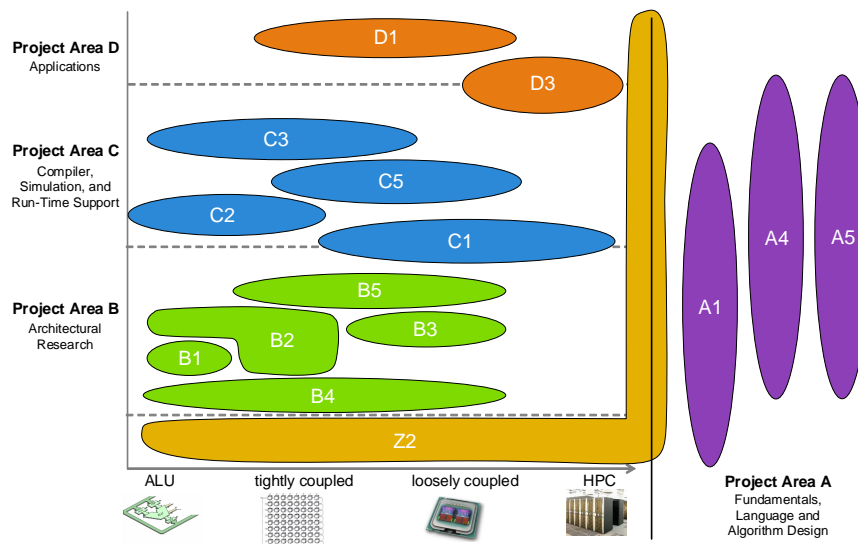 Project Area D
Applications
D1
D3
Project Area C
Compiler,
Simulation, and
Run-Time Support
C3
C5
C2
C1
A4
A5
A1
Project Area B
Architectural
Research
B5
B3
B2
B1
B4
Z2
ALU
tightly coupled
loosely coupled
HPC
Project Area A
Fundamentals,
Language and
Algorithm Design